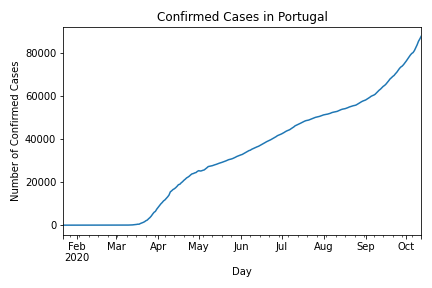 Confirmed Cases in Portugal
Number of Confirmed Cases
80000
60000
40000
20000
0
Feb Mar Apr May Jun Jul Aug Sep Oct
2020
Day